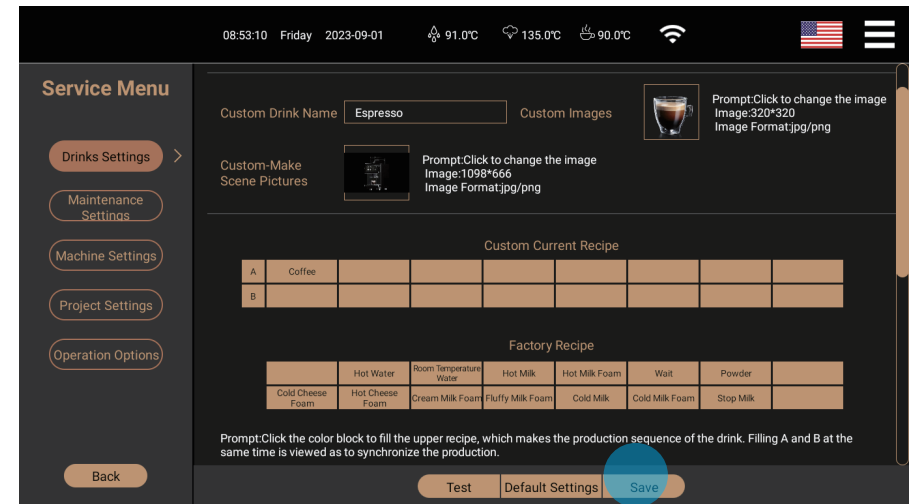 08:53:10 Friday 2023-09-01 91.0℃ 135.0℃ 90.0℃
Service Menu
Drinks Settings >
Maintenance
Settings
Machine Settings
Project Settings
Operation Options
Back
Custom Drink Name Espresso Custom Images
Prompt:Click to change the image
Image:320*320
Image Format:jpg/png
Custom-Make
Scene Pictures
Prompt:Click to change the image
Image:1098*666
Image Format:jpg/png
Custom Current Recipe
A Coffee
B
Factory Recipe
Hot Water Room Temperature Water Hot Milk Hot Milk Foam Wait Powder
Cold Cheese Foam Hot Cheese Foam Cream Milk Foam Fluffy Milk Foam Cold Milk Cold Milk Foam Stop Milk
Prompt:Click the color block to fill the upper recipe, which makes the production sequence of the drink. Filling A and B at the
same time is viewed as to synchronize the production.
Test Default Settings Save